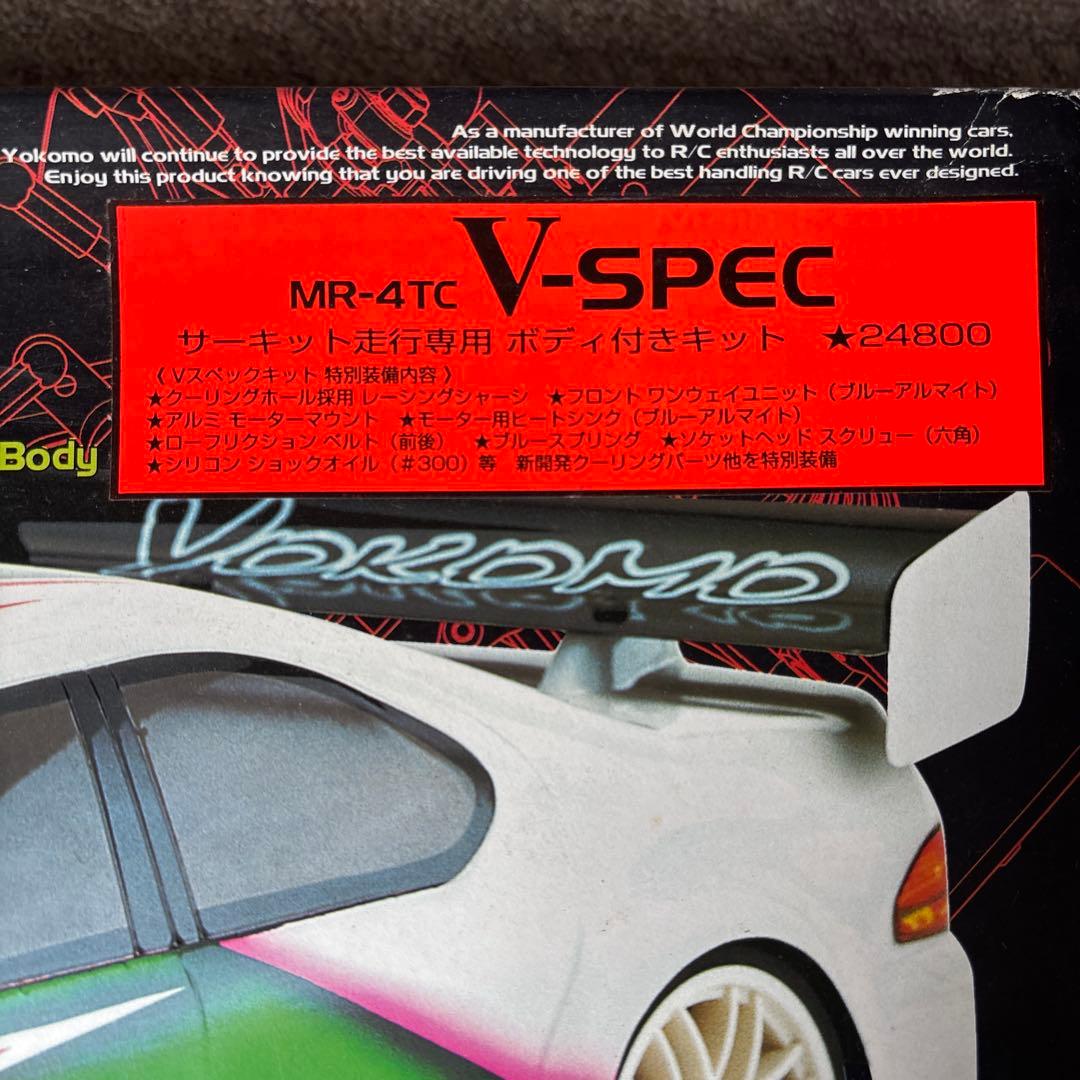 As a manufacturer of World Championship winning cars,
Yokomo will continue to provide the best available technology to R/C enthusiasts all over the world.
Enjoy this product knowing that you are driving one of the best handling R/C cars ever designed.
MR-4TC V-SPEC
サーキット走行専用 ボディ付きキット ★24800
〈 Vスペックキット 特別装備内容 〉
★クーリングホール採用 レーシングシャーシ ★フロント ワンウェイユニット（ブルーアルマイト）
★アルミ モーターマウント ★モーター用ヒートシンク（ブルーアルマイト）
★ローフリクション ベルト（前後） ★ブルースプリング ★ソケットヘッド スクリュー（六角）
★シリコン ショックオイル（＃300）等 新開発クーリングパーツ他を特別装備
Body
YOKOMO